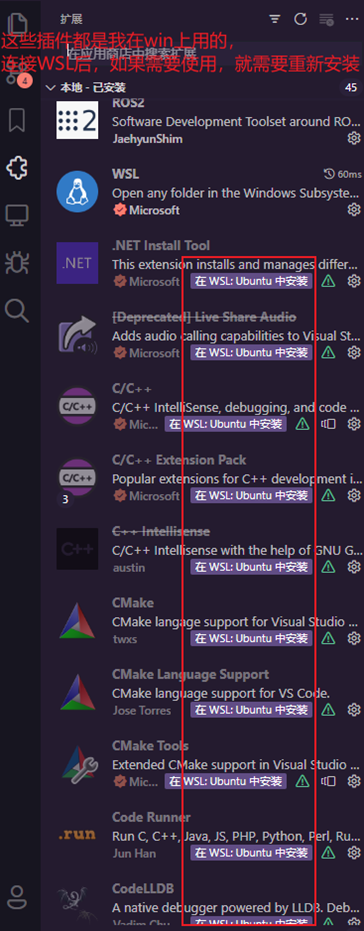 扩展
这些插件都是我在win上用的，
在应用商店中搜索扩展
连接WSL后，如果需要使用，就需要重新安装
4
本地 - 已安装
45
ROS2
Software Development Toolset around RO...
JaehyunShim
WSL
60ms
Open any folder in the Windows Subsyste...
Microsoft
.NET
.NET Install Tool
This extension installs and manages differ...
Microsoft
在 WSL: Ubuntu 中安装
[Deprecated] Live Share Audio
Adds audio calling capabilities to Visual St...
Microsoft
在 WSL: Ubuntu 中安装
C/C++
C/C++
C/C++ IntelliSense, debugging, and code ...
Mic...
在 WSL: Ubuntu 中安装
C/C++
3
C/C++ Extension Pack
Popular extensions for C++ development i...
Microsoft
在 WSL: Ubuntu 中安装
C++
C++ Intellisense
C/C++ Intellisense with the help of GNU G...
austin
在 WSL: Ubuntu 中安装
CMake
CMake langage support for Visual Studio ...
twxs
在 WSL: Ubuntu 中安装
CMake Language Support
CMake language support for VS Code.
Jose Torres
在 WSL: Ubuntu 中安装
CMake Tools
Extended CMake support in Visual Studio ...
Mic...
在 WSL: Ubuntu 中安装
.run
Code Runner
Run C, C++, Java, JS, PHP, Python, Perl, Ru...
Jun Han
在 WSL: Ubuntu 中安装
CodeLLDB
A native debugger powered by LLDB. Deb...
Vadim Chu
在 WSL: Ubuntu 中安装